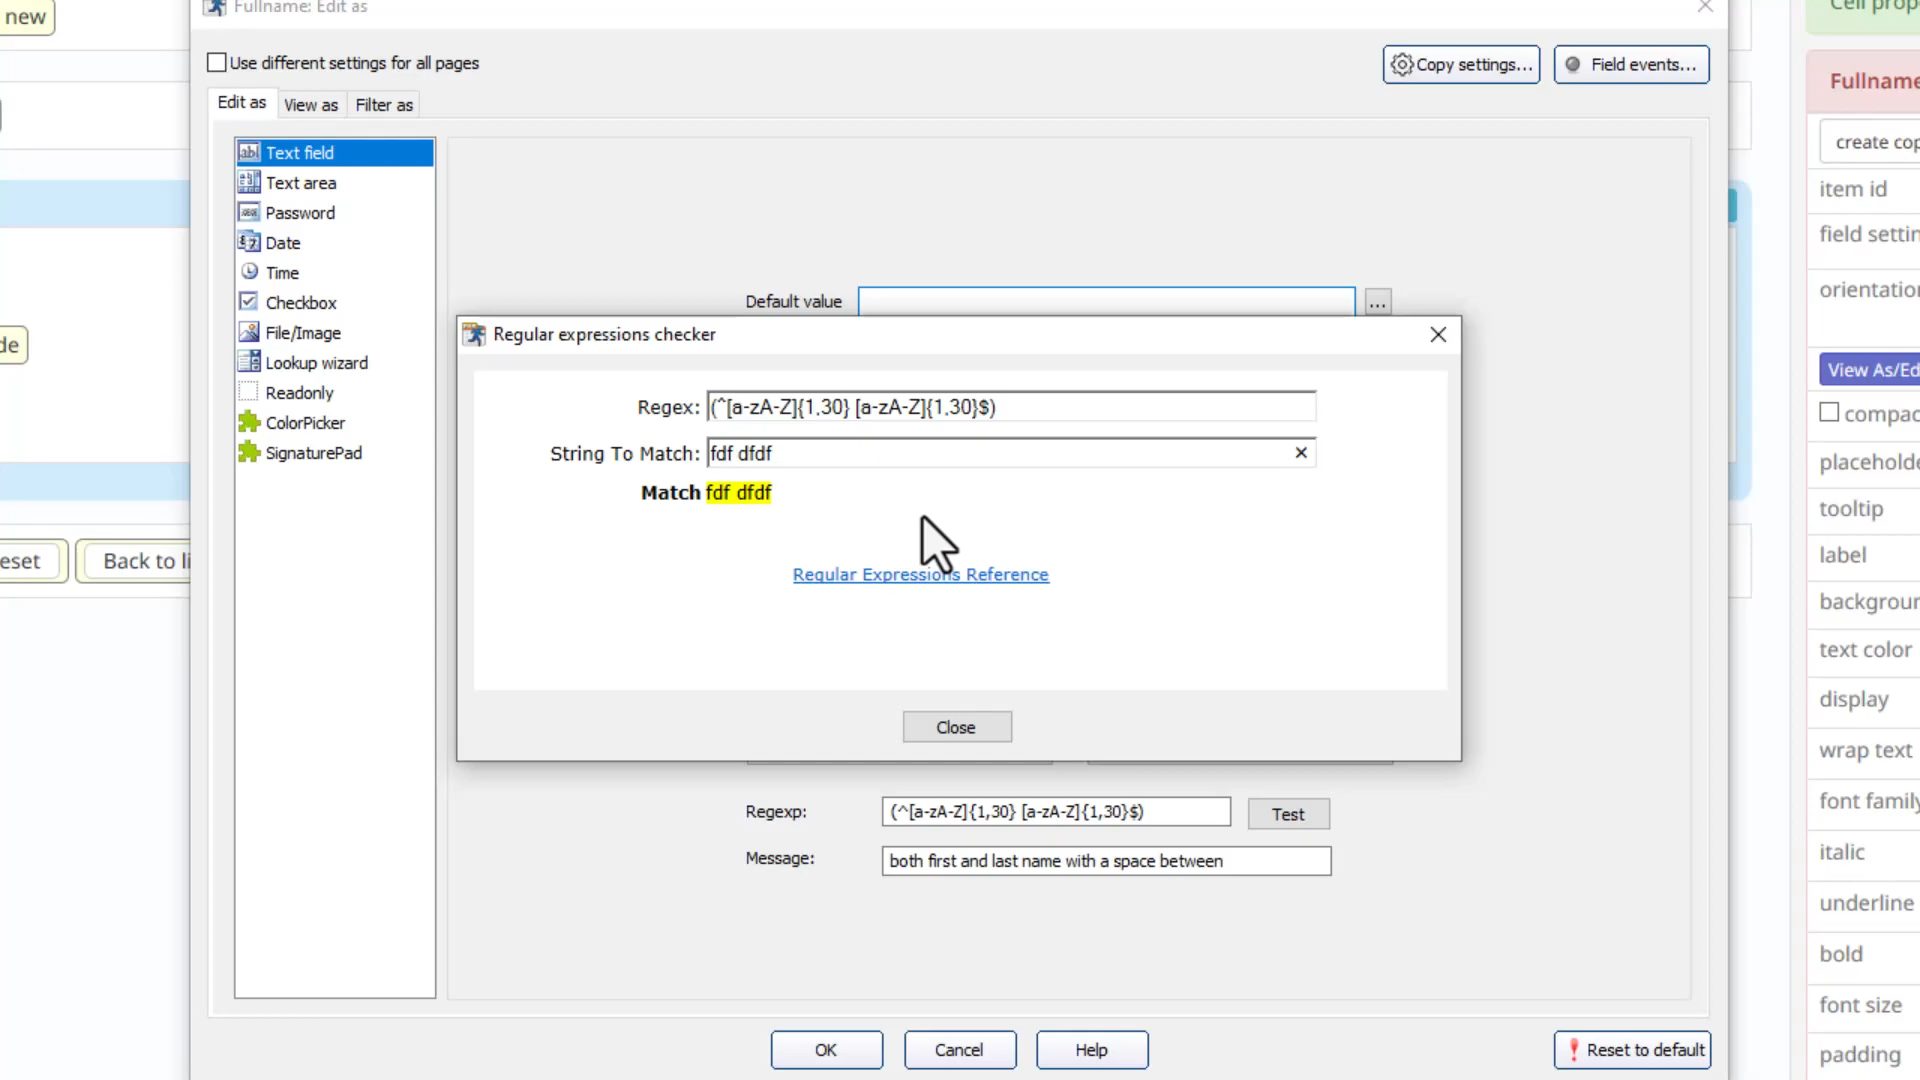 new
Fullname: Edit as
Use different settings for all pages
Copy settings...
Field events...
Edit as
View as
Filter as
Text field
Text area
Password
Date
Time
Checkbox
File/Image
Lookup wizard
Readonly
ColorPicker
SignaturePad
Default value
...
Regular expressions checker
Regex: (^[a-zA-Z]{1,30} [a-zA-Z]{1,30}$)
String To Match: fdf dfdf
Match fdf dfdf
Regular Expressions Reference
Close
Regexp: (^[a-zA-Z]{1,30} [a-zA-Z]{1,30}$)
Test
Message: both first and last name with a space between
OK
Cancel
Help
Reset to default
de
eset
Back to li
Cell prop
Fullname
create cop
item id
field settin
orientation
View As/Ed
compac
placeholde
tooltip
label
backgroun
text color
display
wrap text
font family
italic
underline
bold
font size
padding